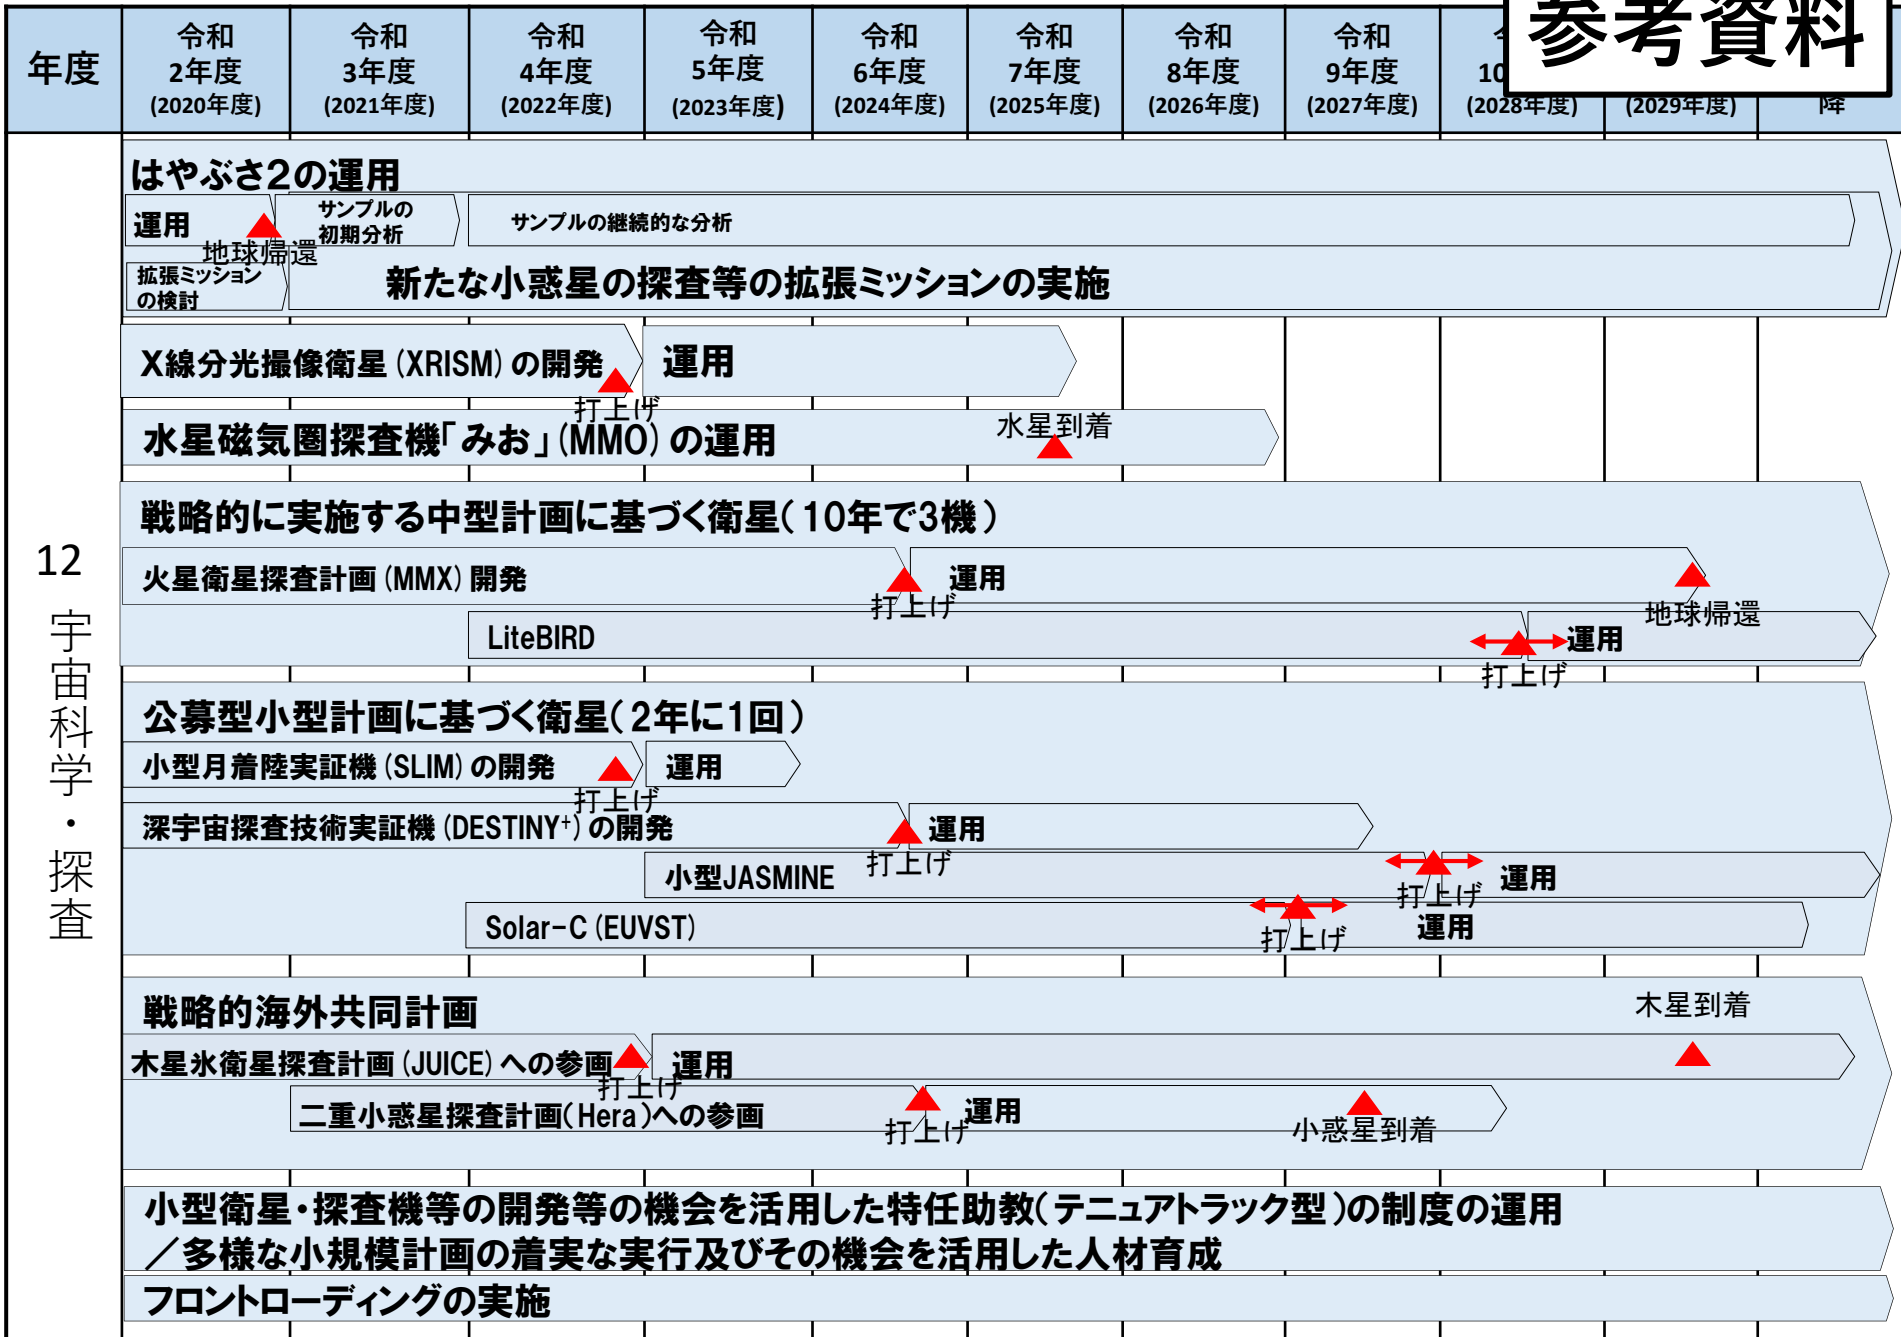 参考資料
年度
令和
2年度
(2020年度)
令和
3年度
(2021年度)
令和
4年度
(2022年度)
令和
5年度
(2023年度)
令和
6年度
(2024年度)
令和
7年度
(2025年度)
令和
8年度
(2026年度)
令和
9年度
(2027年度)
10
(2028年度)
(2029年度)
降
12
宇宙科学・探査
はやぶさ2の運用
運用
地球帰還
サンプルの
初期分析
サンプルの継続的な分析
拡張ミッション
の検討
新たな小惑星の探査等の拡張ミッションの実施
X線分光撮像衛星(XRISM)の開発
打上げ
運用
水星磁気圏探査機「みお」(MMO)の運用
水星到着
戦略的に実施する中型計画に基づく衛星(10年で3機)
火星衛星探査計画(MMX)開発
打上げ
運用
地球帰還
LiteBIRD
打上げ
運用
公募型小型計画に基づく衛星(2年に1回)
小型月着陸実証機(SLIM)の開発
打上げ
運用
深宇宙探査技術実証機(DESTINY+)の開発
打上げ
運用
小型JASMINE
打上げ
運用
Solar-C(EUVST)
打上げ
運用
戦略的海外共同計画
木星到着
木星氷衛星探査計画(JUICE)への参画
打上げ
運用
二重小惑星探査計画(Hera)への参画
打上げ
運用
小惑星到着
小型衛星・探査機等の開発等の機会を活用した特任助教(テニュアトラック型)の制度の運用
/多様な小規模計画の着実な実行及びその機会を活用した人材育成
フロントローディングの実施